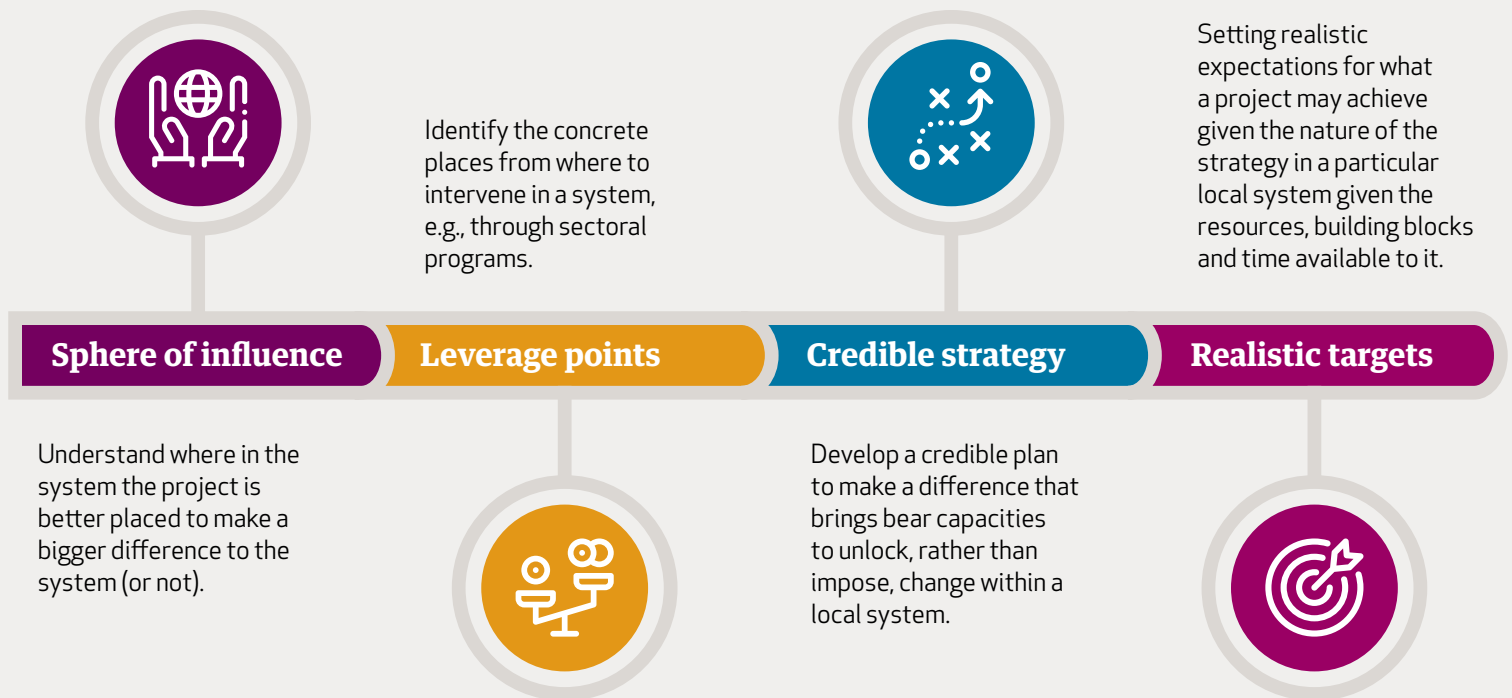 Sphere of influence
Understand where in the
system the project is
better placed to make a
bigger difference to the
system (or not).
Leverage points
Identify the concrete
places from where to
intervene in a system,
e.g., through sectoral
programs.
Credible strategy
Develop a credible plan
to make a difference that
brings bear capacities
to unlock, rather than
impose, change within a
local system.
Realistic targets
Setting realistic
expectations for what
a project may achieve
given the nature of the
strategy in a particular
local system given the
resources, building blocks
and time available to it.